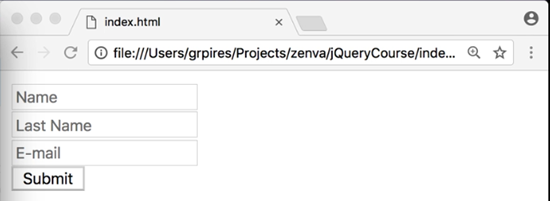 index.html
file:///Users/grpires/Projects/zenva/jQueryCourse/inde...
Name
Last Name
E-mail
Submit